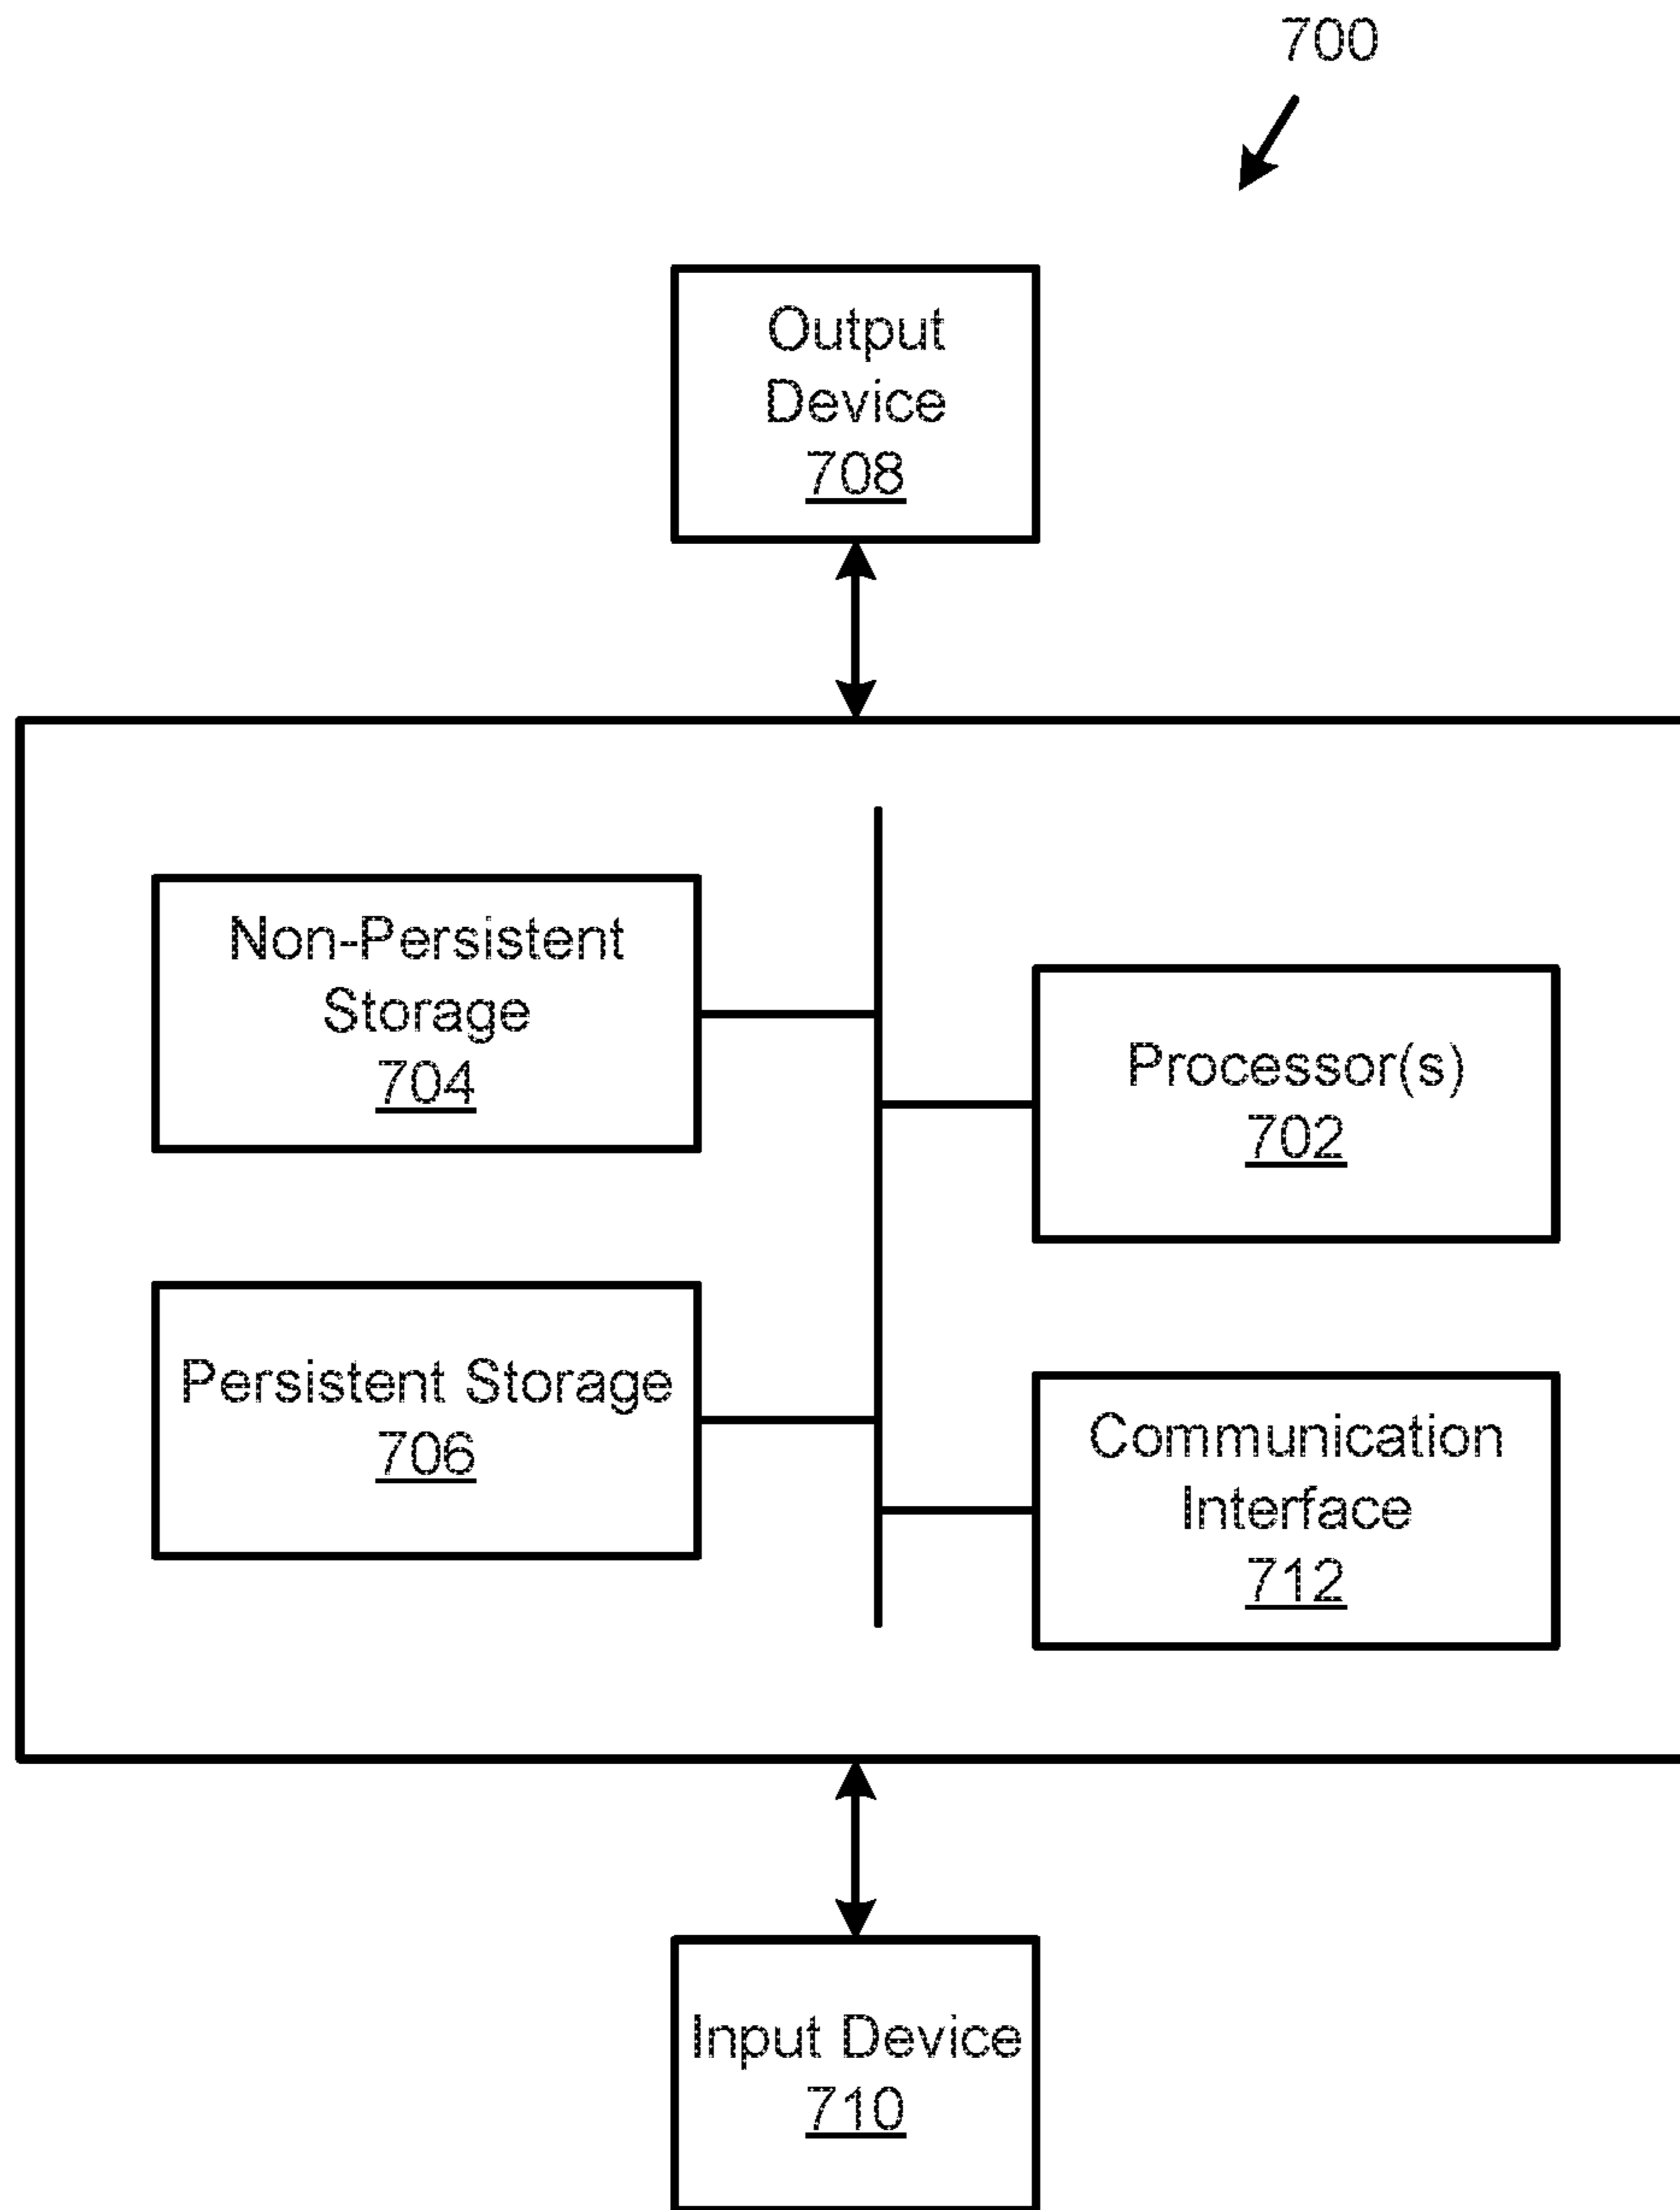 700
Output
Device
708
Non-Persistent
Storage
704
Processor(s)
702
Persistent Storage
706
Communication
Interface
712
Input Device
710